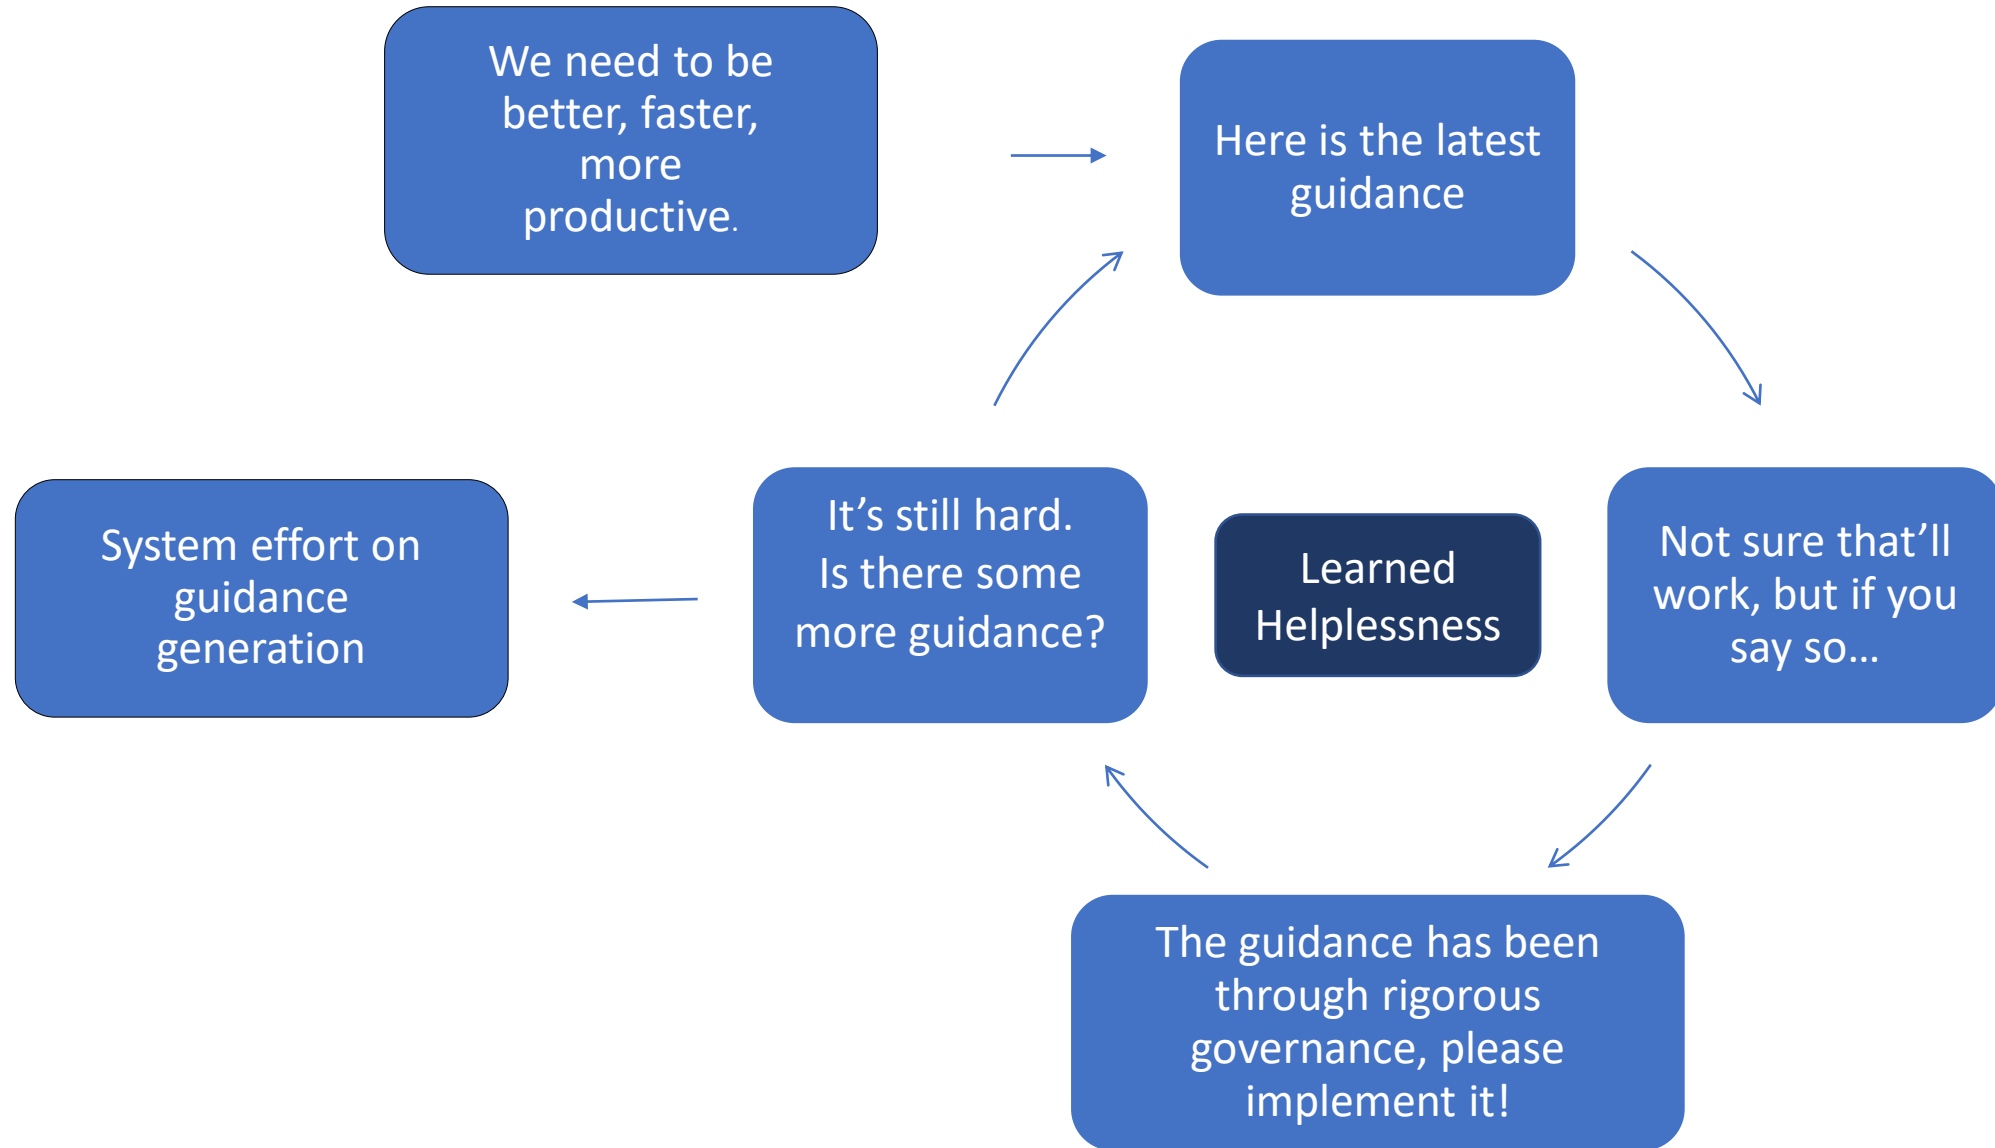 We need to be
better, faster,
more
productive.
Here is the latest
guidance
System effort on
guidance
generation
It’s still hard.
Is there some
more guidance?
Learned
Helplessness
Not sure that’ll
work, but if you
say so…
The guidance has been
through rigorous
governance, please
implement it!